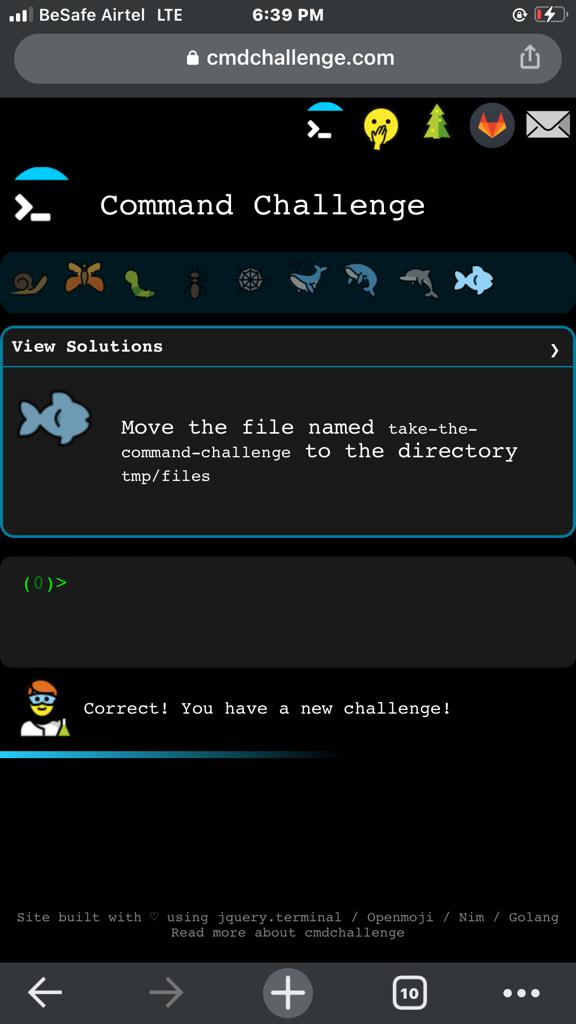 BeSafe Airtel LTE 6:39 PM
cmdchallenge.com
Command Challenge
View Solutions
Move the file named take-the-
command-challenge to the directory
tmp/files
(0)>
Correct! You have a new challenge!
Site built with ♡ using jquery.terminal / Openmoji / Nim / Golang
Read more about cmdchallenge
10